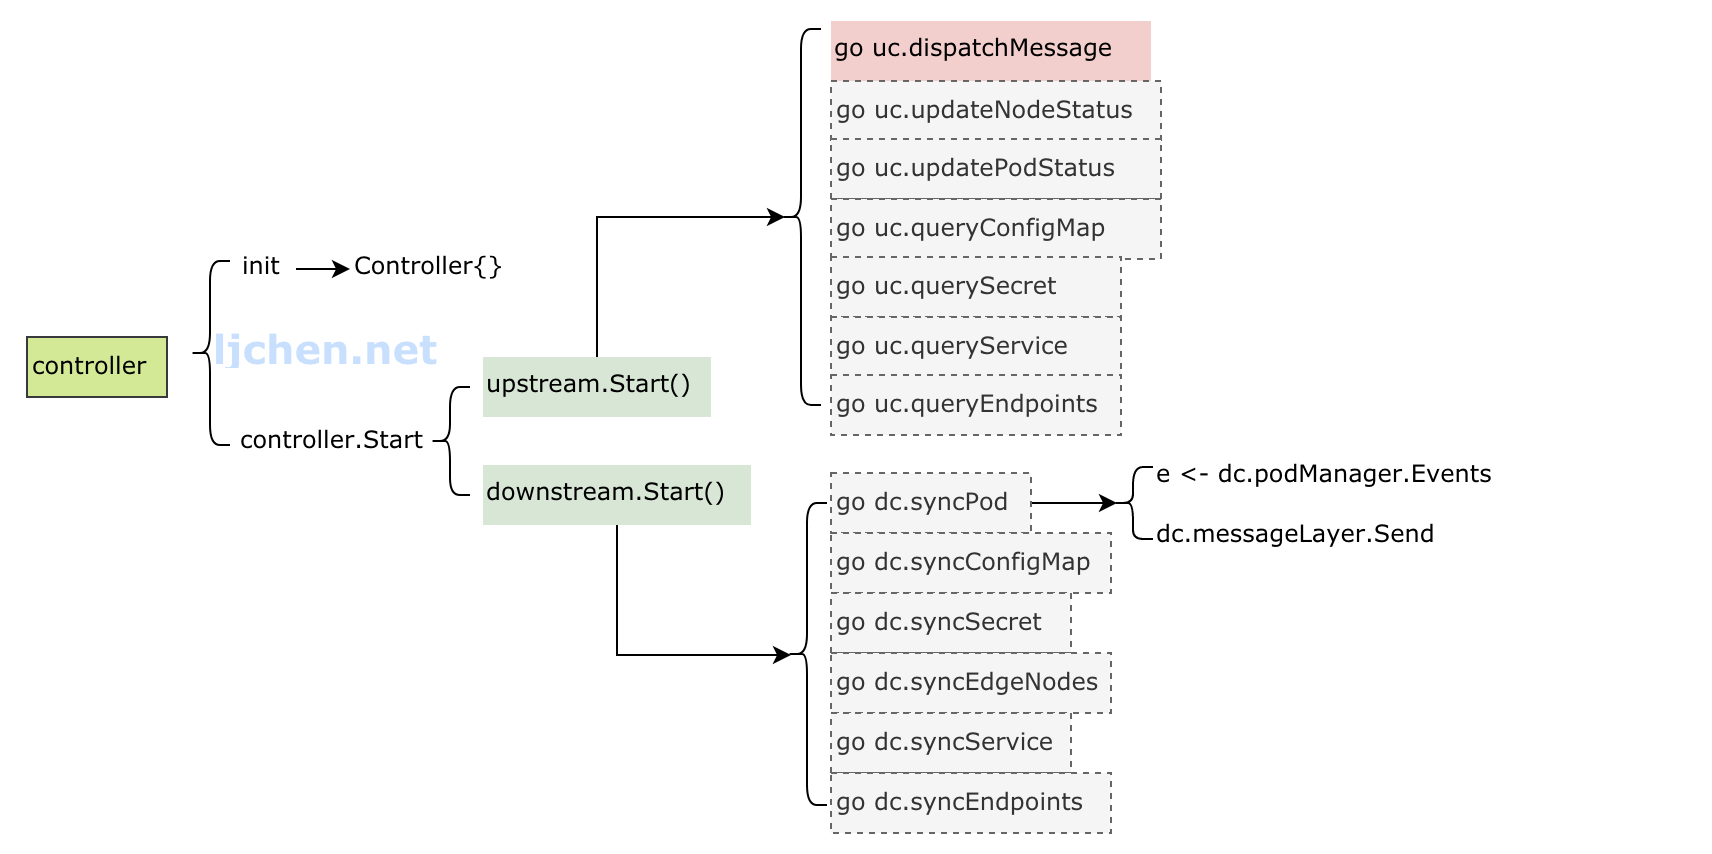 controller
init
Controller{}
ljchen.net
controller.Start
upstream.Start()
downstream.Start()
go uc.dispatchMessage
go uc.updateNodeStatus
go uc.updatePodStatus
go uc.queryConfigMap
go uc.querySecret
go uc.queryService
go uc.queryEndpoints
go dc.syncPod
go dc.syncConfigMap
go dc.syncSecret
go dc.syncEdgeNodes
go dc.syncService
go dc.syncEndpoints
e <- dc.podManager.Events
dc.messageLayer.Send